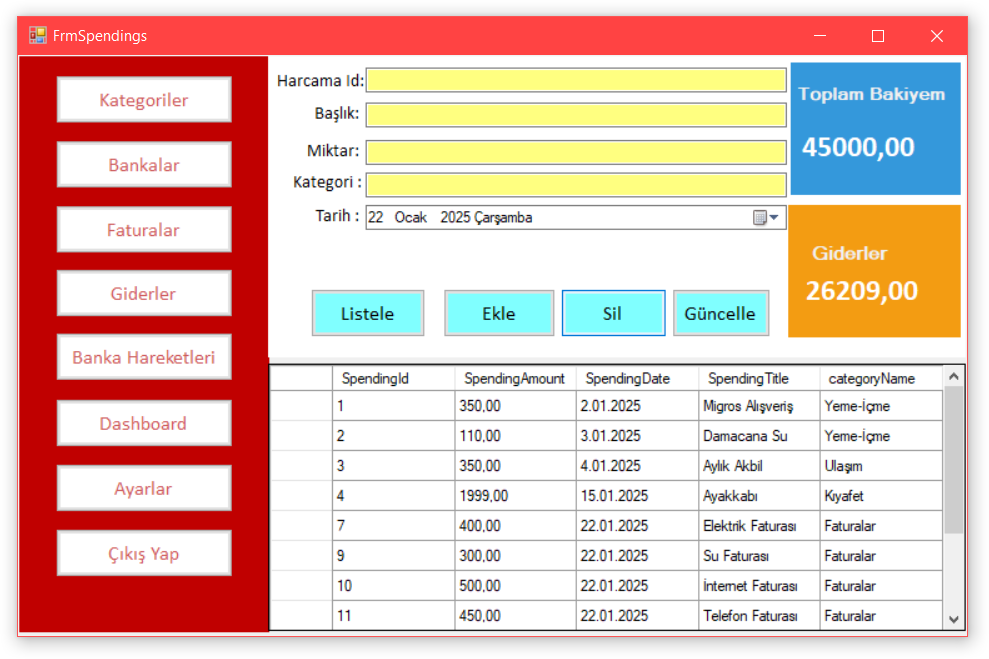 FrmSpendings
Kategoriler
Bankalar
Faturalar
Giderler
Banka Hareketleri
Dashboard
Ayarlar
Çıkış Yap
Harcama Id:
Başlık:
Miktar:
Kategori :
Tarih : 22 Ocak 2025 Çarşamba
Toplam Bakiyem
45000,00
Giderler
26209,00
Listele Ekle Sil Güncelle
SpendingId SpendingAmount SpendingDate SpendingTitle categoryName
1 350,00 2.01.2025 Migros Alışveriş Yeme-İçme
2 110,00 3.01.2025 Damacana Su Yeme-İçme
3 350,00 4.01.2025 Aylık Akbil Ulaşım
4 1999,00 15.01.2025 Ayakkabı Kıyafet
7 400,00 22.01.2025 Elektrik Faturası Faturalar
9 300,00 22.01.2025 Su Faturası Faturalar
10 500,00 22.01.2025 İnternet Faturası Faturalar
11 450,00 22.01.2025 Telefon Faturası Faturalar